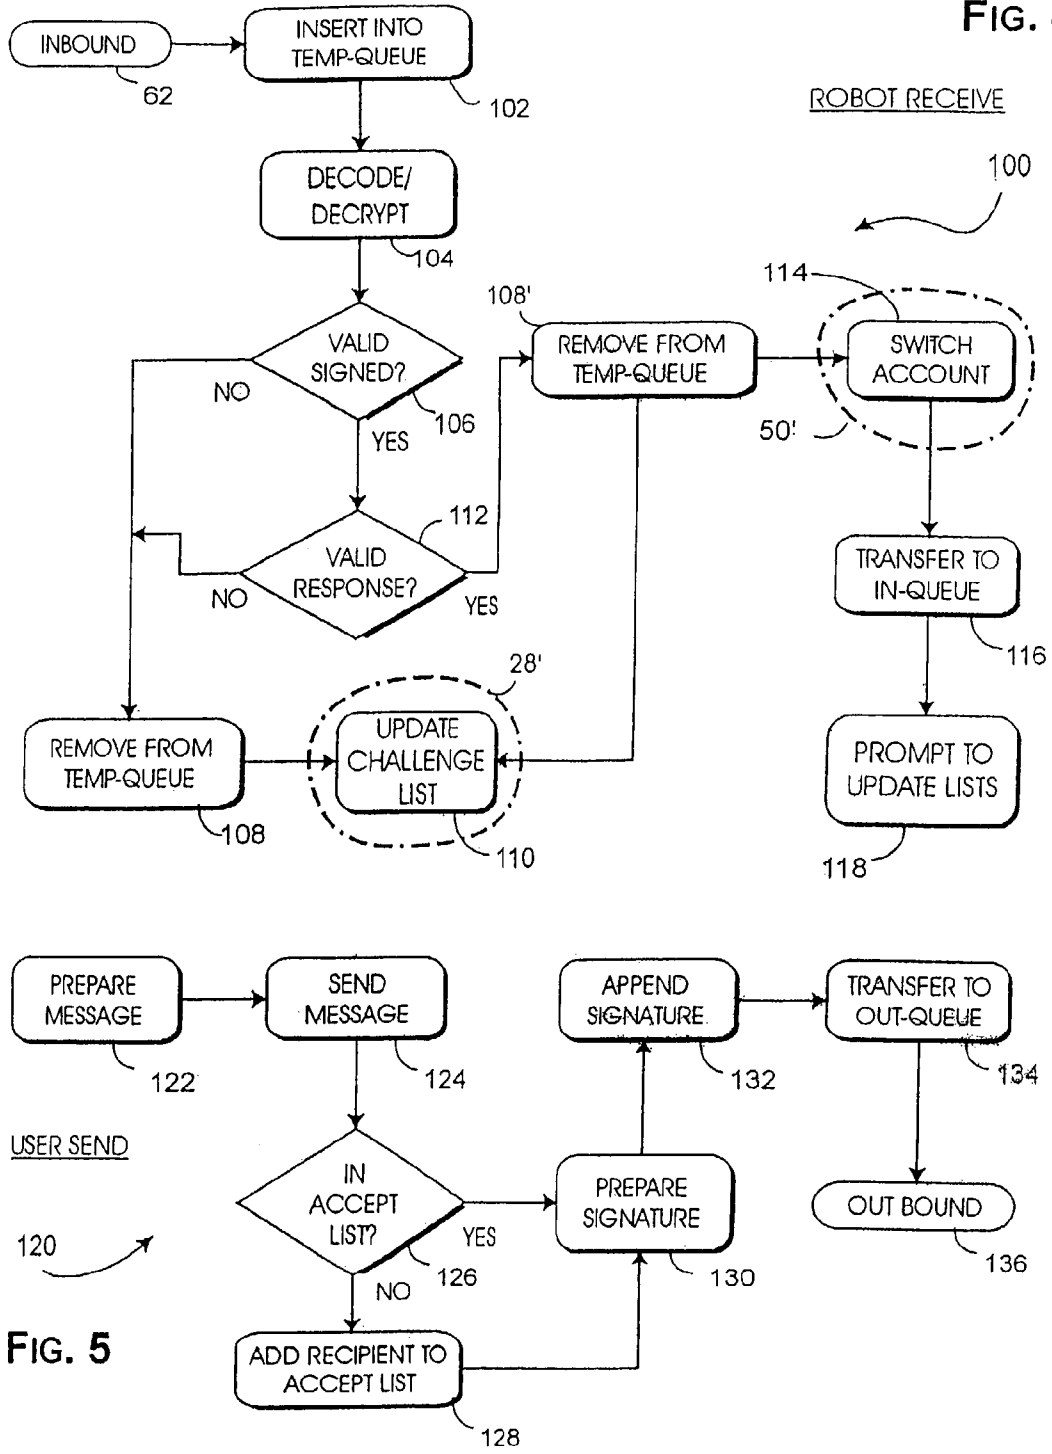 FIG.
ROBOT RECEIVE
100
INBOUND
62
INSERT INTO
TEMP-QUEUE
102
DECODE/
DECRYPT
104
VALID
SIGNED?
106
NO
YES
108'
REMOVE FROM
TEMP-QUEUE
114
SWITCH
ACCOUNT
50'
112
VALID
RESPONSE?
NO
YES
TRANSFER TO
IN-QUEUE
116
28'
REMOVE FROM
TEMP-QUEUE
108
UPDATE
CHALLENGE
LIST
110
PROMPT TO
UPDATE LISTS
118
PREPARE
MESSAGE
122
SEND
MESSAGE
124
APPEND
SIGNATURE
132
TRANSFER TO
OUT-QUEUE
134
USER SEND
120
IN
ACCEPT
LIST?
126
YES
NO
PREPARE
SIGNATURE
130
OUT BOUND
136
FIG. 5
ADD RECIPIENT TO
ACCEPT LIST
128